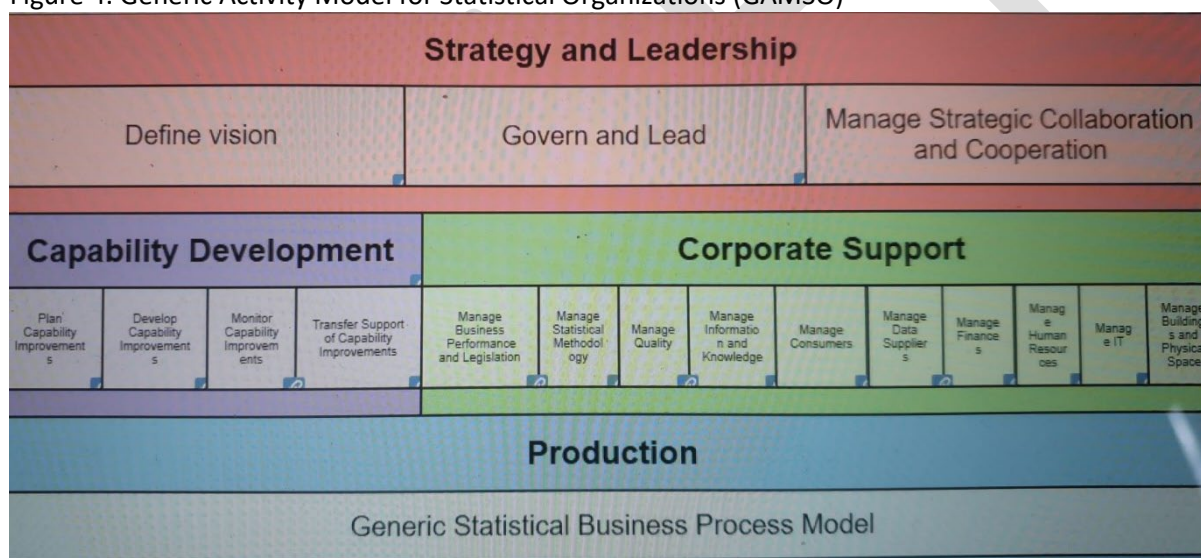 Figure 4: Generic Activity Model for Statistical Organizations (GAMSO)
Strategy and Leadership
Define vision
Govern and Lead
Manage Strategic Collaboration
and Cooperation
Capability Development
Corporate Support
Plan
Capability
Improvement
s
Develop
Capability
Improvement
s
Monitor
Capability
Improvem
ents
Transfer Support
of Capability
Improvements
Manage
Business
Performance
and Legislation
Manage
Statistical
Methodol
ogy
Manage
Quality
Manage
Informatio
n and
Knowledge
Manage
Consumers
Manage
Data
Supplier
s
Manage
Finance
s
Manag
e
Human
Resour
ces
Manag
e IT
Manage
Building
s and
Physical
Space
Production
Generic Statistical Business Process Model